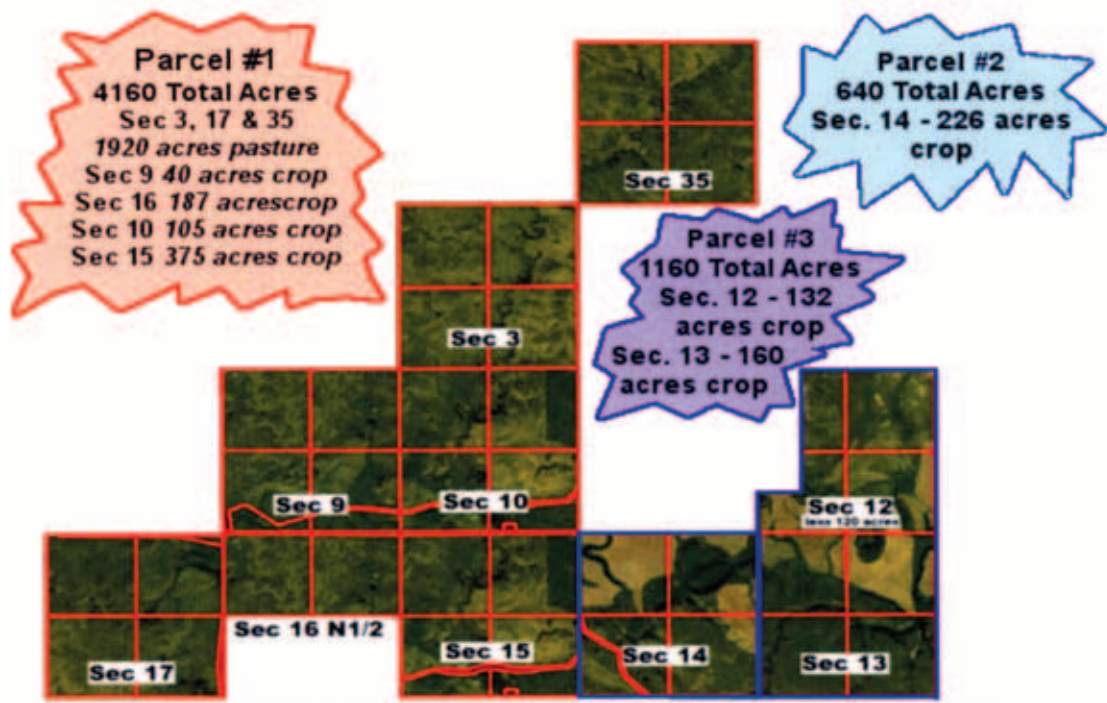 Parcel #1
4160 Total Acres
Sec 3, 17 & 35
1920 acres pasture
Sec 9 40 acres crop
Sec 16 187 acrescrop
Sec 10 105 acres crop
Sec 15 375 acres crop
Parcel #2
640 Total Acres
Sec. 14 - 226 acres
crop
Sec 35
Parcel #3
1160 Total Acres
Sec. 12 - 132
acres crop
Sec. 13 - 160
acres crop
Sec 3
Sec 9
Sec 10
Sec 12
less 120 acres
Sec 16 N1/2
Sec 15
Sec 14
Sec 13
Sec 17